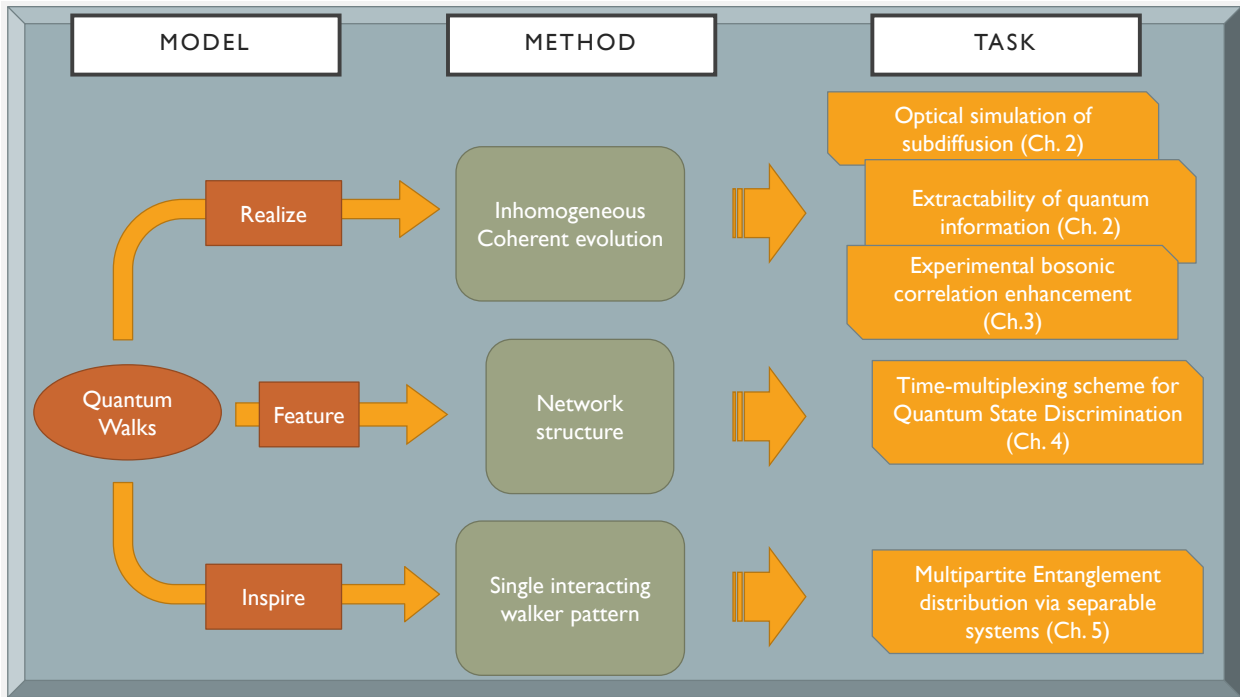 MODEL
METHOD
TASK
Optical simulation of
subdiffusion (Ch. 2)
Realize
Inhomogeneous
Coherent evolution
Extractability of quantum
information (Ch. 2)
Experimental bosonic
correlation enhancement
(Ch.3)
Quantum
Walks
Feature
Network
structure
Time-multiplexing scheme for
Quantum State Discrimination
(Ch. 4)
Inspire
Single interacting
walker pattern
Multipartite Entanglement
distribution via separable
systems (Ch. 5)